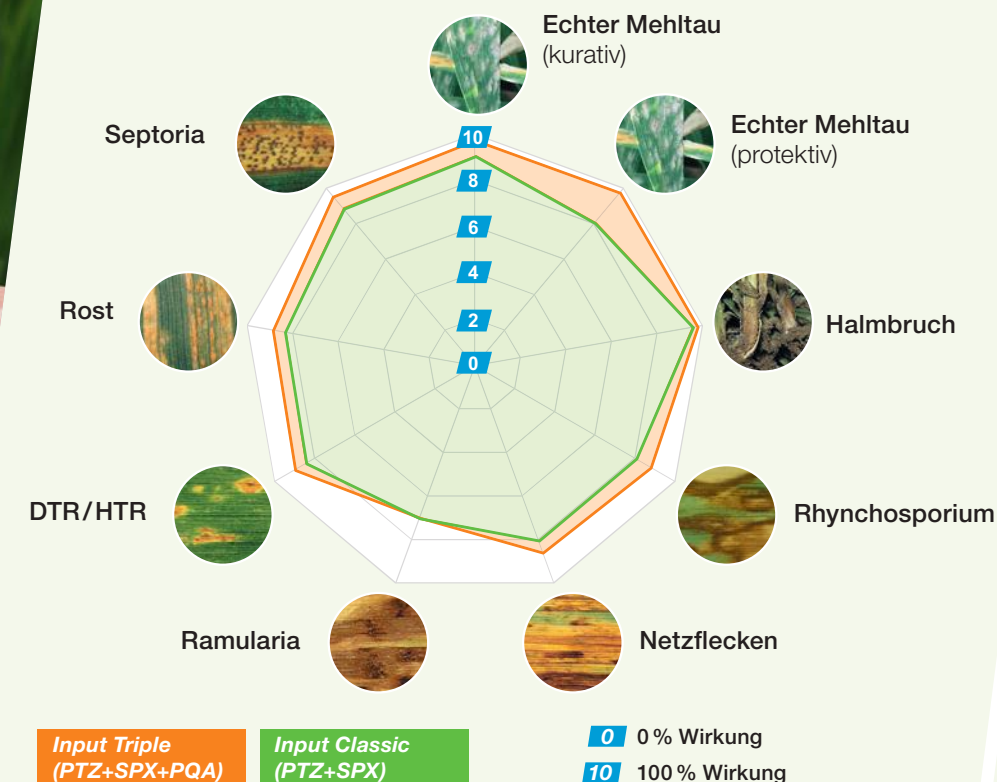 Echter Mehltau
(kurativ)
Echter Mehltau
(protektiv)
Septoria
10
8
6
4
2
0
Rost
Halmbruch
DTR/HTR
Rhynchosporium
Ramularia
Netzflecken
Input Triple
(PTZ+SPX+PQA)
Input Classic
(PTZ+SPX)
0 0 % Wirkung
10 100 % Wirkung